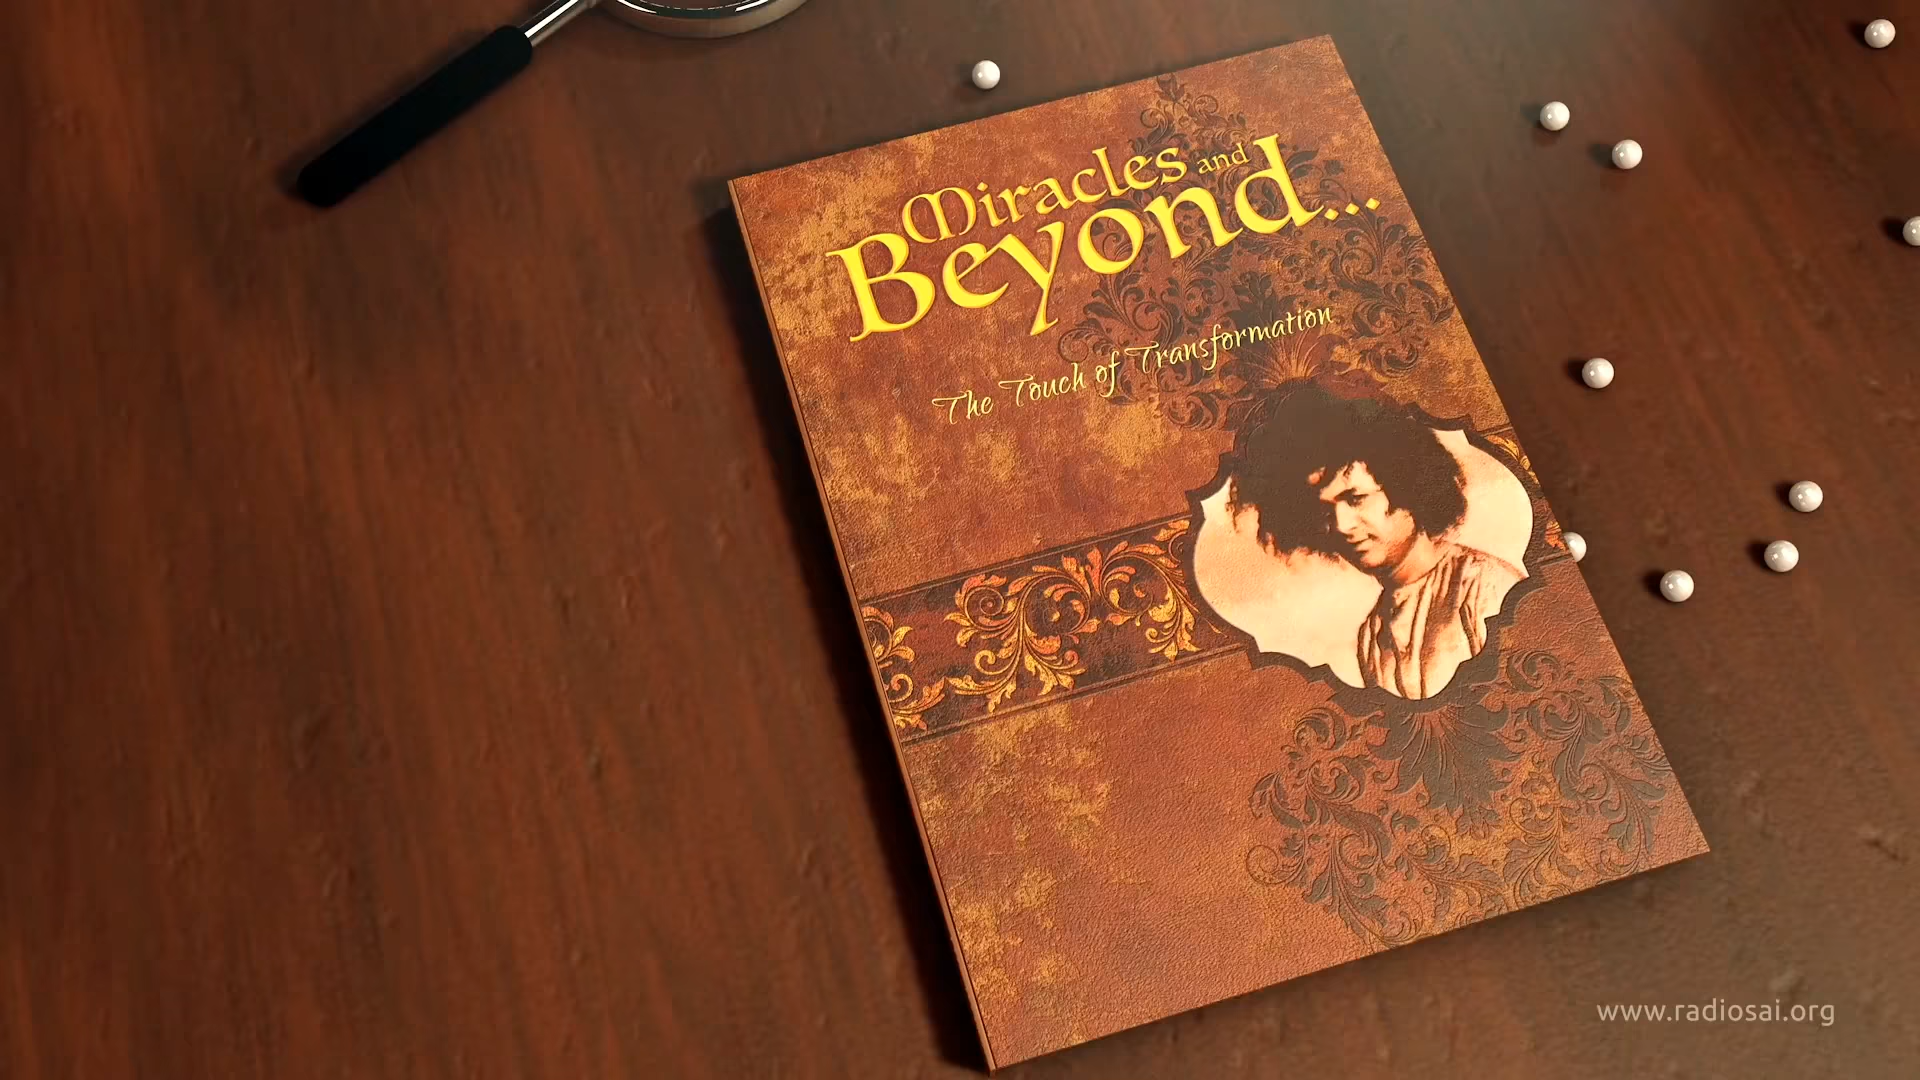 Miracles and
Beyond...
The Touch of Transformation
www.radiosai.org